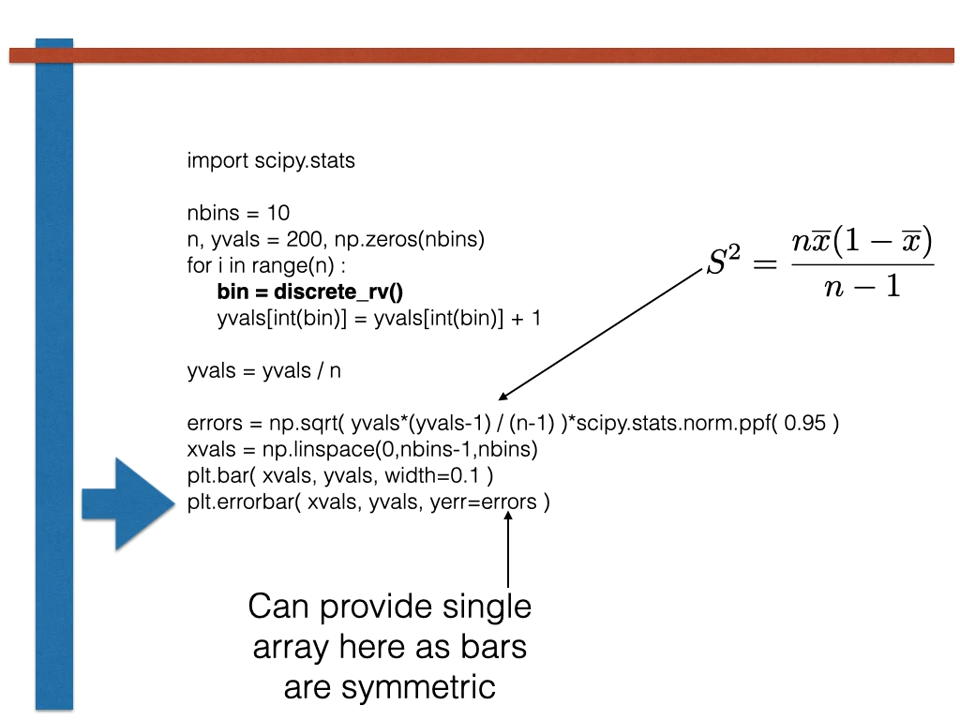 import scipy.stats
nbins = 10
n, yvals = 200, np.zeros(nbins)
for i in range(n) :
bin = discrete_rv()
yvals[int(bin)] = yvals[int(bin)] + 1
yvals = yvals / n
errors = np.sqrt( yvals*(yvals-1) / (n-1) )*scipy.stats.norm.ppf( 0.95 )
xvals = np.linspace(0,nbins-1,nbins)
plt.bar( xvals, yvals, width=0.1 )
plt.errorbar( xvals, yvals, yerr=errors )
S² = n x̅(1 − x̅) / n − 1
Can provide single
array here as bars
are symmetric